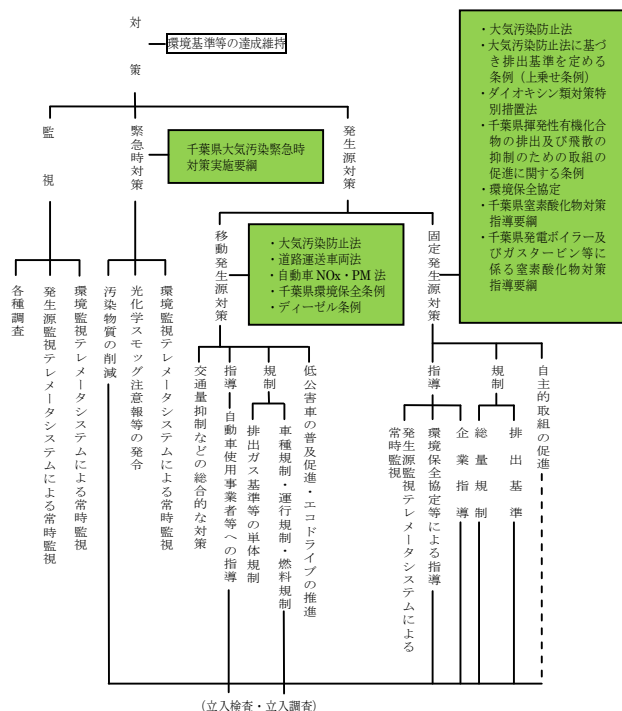 対策
環境基準等の達成維持
・大気汚染防止法
・大気汚染防止法に基づ
き排出基準を定める
条例（上乗せ条例）
・ダイオキシン類対策特
別措置法
・千葉県揮発性有機化合
物の排出及び飛散の
抑制のための取組の
促進に関する条例
・環境保全協定
・千葉県窒素酸化物対策
指導要綱
・千葉県発電ボイラー及
びガスタービン等に
係る窒素酸化物対策
指導要綱
監視
緊急時対策
千葉県大気汚染緊急時
対策実施要綱
発生源対策
移動発生源対策
・大気汚染防止法
・道路運送車両法
・自動車 NOx・PM 法
・千葉県環境保全条例
・ディーゼル条例
固定発生源対策
各種調査
発生源監視テレメータシステムによる常時監視
環境監視テレメータシステムによる常時監視
汚染物質の削減
光化学スモッグ注意報等の発令
環境監視テレメータシステムによる常時監視
交通量抑制などの総合的な対策
指導
自動車使用事業者等への指導
規制
排出ガス基準等の単体規制
車種規制・運行規制・燃料規制
低公害車の普及促進・エコドライブの推進
指導
発生源監視テレメータシステムによる
常時監視
環境保全協定等による指導
企業指導
規制
総量規制
排出基準
自主的取組の促進
(立入検査・立入調査)